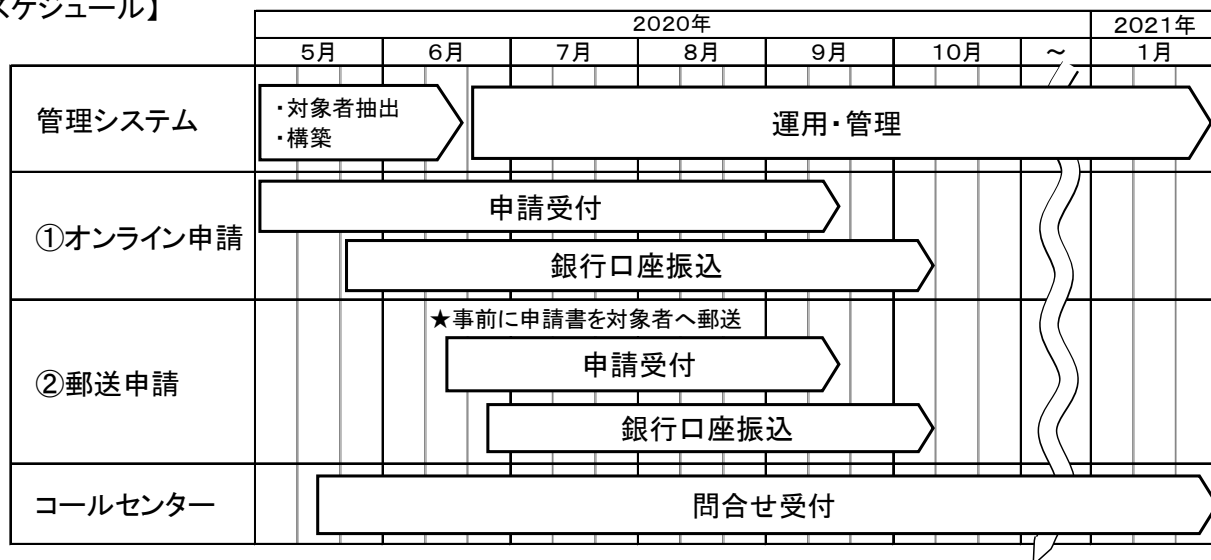 スケジュール】
2020年
2021年
5月
6月
7月
8月
9月
10月
～
1月
管理システム
・対象者抽出
・構築
運用・管理
①オンライン申請
申請受付
銀行口座振込
②郵送申請
★事前に申請書を対象者へ郵送
申請受付
銀行口座振込
コールセンター
問合せ受付